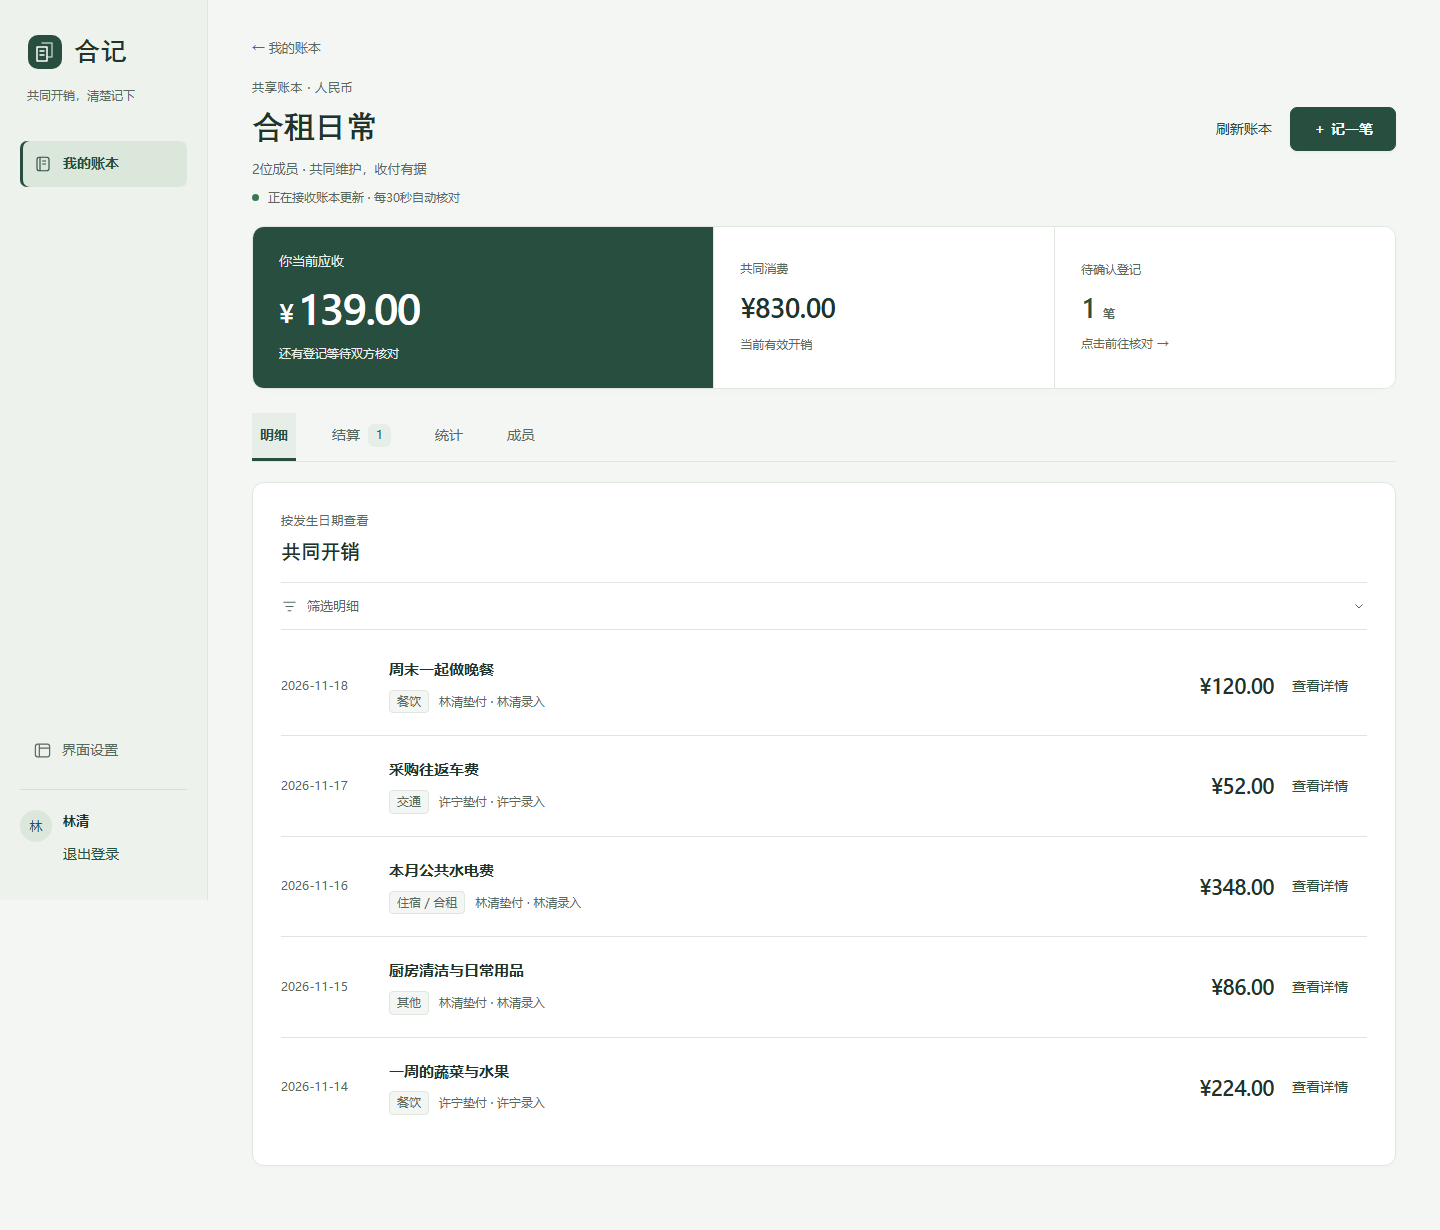 合记
共同开销，清楚记下
我的账本
界面设置
林
林清
退出登录
← 我的账本
共享账本 · 人民币
合租日常
2位成员 · 共同维护，收付有据
正在接收账本更新 · 每30秒自动核对
刷新账本
+ 记一笔
你当前应收
¥ 139.00
还有登记等待双方核对
共同消费
¥830.00
当前有效开销
待确认登记
1 笔
点击前往核对 →
明细
结算 1
统计
成员
按发生日期查看
共同开销
筛选明细
2026-11-18
周末一起做晚餐
餐饮 林清垫付 · 林清录入
¥120.00 查看详情
2026-11-17
采购往返车费
交通 许宁垫付 · 许宁录入
¥52.00 查看详情
2026-11-16
本月公共水电费
住宿 / 合租 林清垫付 · 林清录入
¥348.00 查看详情
2026-11-15
厨房清洁与日常用品
其他 林清垫付 · 林清录入
¥86.00 查看详情
2026-11-14
一周的蔬菜与水果
餐饮 许宁垫付 · 许宁录入
¥224.00 查看详情